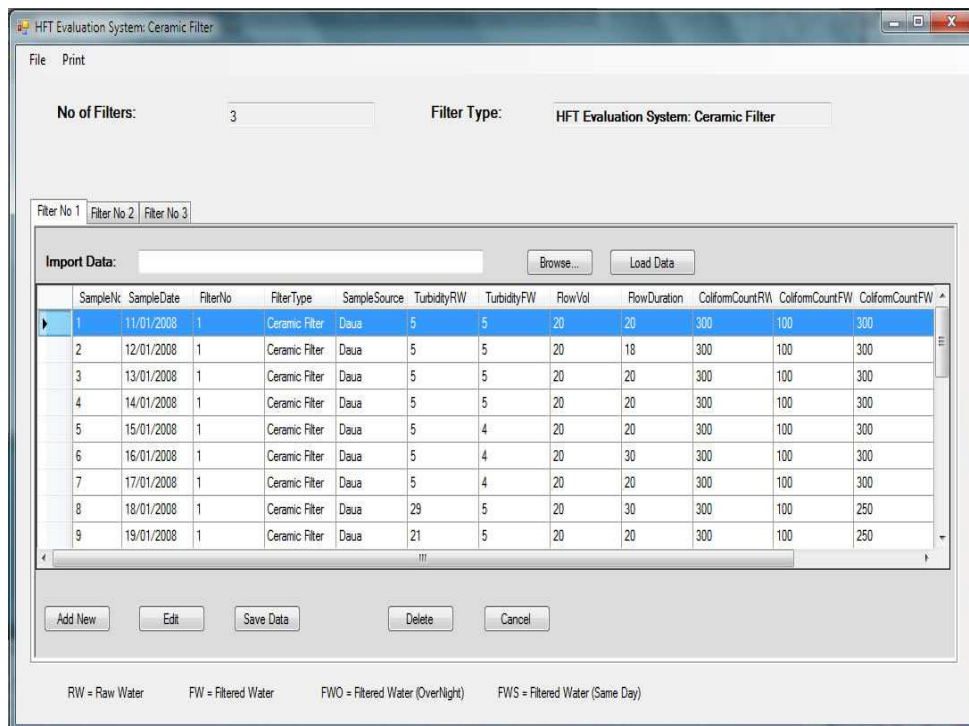 HFT Evaluation System: Ceramic Filter
File Print
No of Filters: 3 Filter Type: HFT Evaluation System: Ceramic Filter
Filter No 1 Filter No 2 Filter No 3
Import Data: Browse... Load Data
SampleNo SampleDate FilterNo FilterType SampleSource TurbidityRW TurbidityFW FlowVol FlowDuration ColiformCountRW ColiformCountFW ColiformCountFW
1 11/01/2008 1 Ceramic Filter Daua 5 5 20 20 300 100 300
2 12/01/2008 1 Ceramic Filter Daua 5 5 20 18 300 100 300
3 13/01/2008 1 Ceramic Filter Daua 5 5 20 20 300 100 300
4 14/01/2008 1 Ceramic Filter Daua 5 5 20 20 300 100 300
5 15/01/2008 1 Ceramic Filter Daua 5 4 20 20 300 100 300
6 16/01/2008 1 Ceramic Filter Daua 5 4 20 30 300 100 300
7 17/01/2008 1 Ceramic Filter Daua 5 4 20 20 300 100 300
8 18/01/2008 1 Ceramic Filter Daua 29 5 20 30 300 100 250
9 19/01/2008 1 Ceramic Filter Daua 21 5 20 20 300 100 250
Add New Edit Save Data Delete Cancel
RW = Raw Water FW = Filtered Water FWO = Filtered Water (OverNight) FWS = Filtered Water (Same Day)